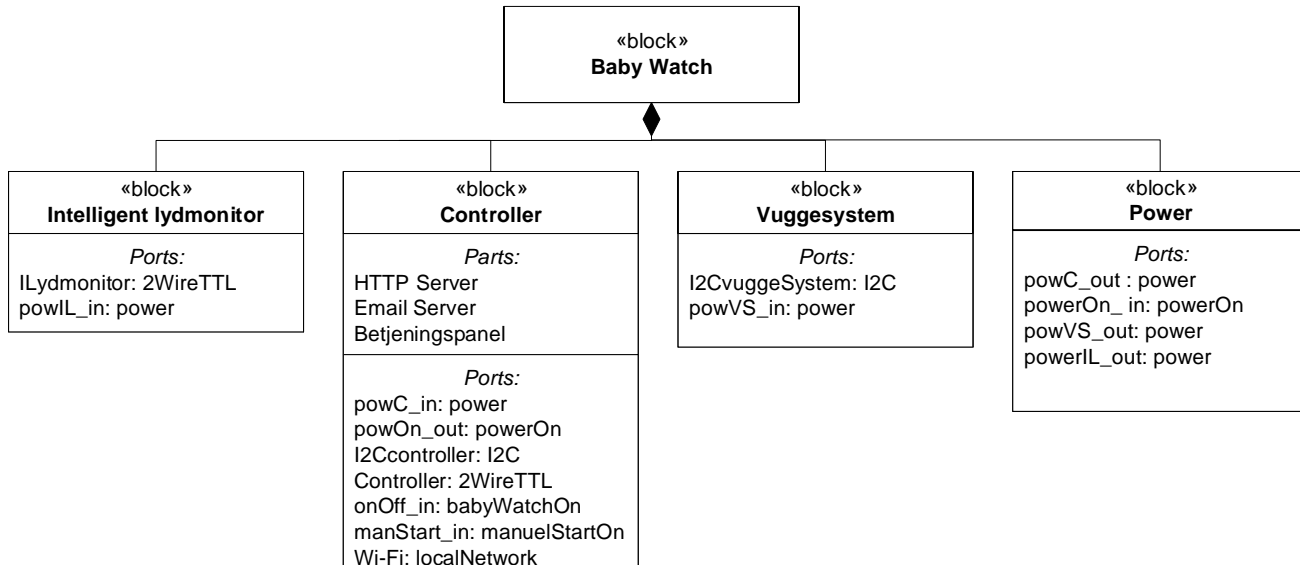 «block»
Baby Watch
«block»
Intelligent lydmonitor
Ports:
ILydmonitor: 2WireTTL
powIL_in: power
«block»
Controller
Parts:
HTTP Server
Email Server
Betjeningspanel
Ports:
powC_in: power
powOn_out: powerOn
I2Ccontroller: I2C
Controller: 2WireTTL
onOff_in: babyWatchOn
manStart_in: manuelStartOn
Wi-Fi: localNetwork
«block»
Vuggesystem
Ports:
I2CvuggeSystem: I2C
powVS_in: power
«block»
Power
Ports:
powC_out : power
powerOn_ in: powerOn
powVS_out: power
powerIL_out: power